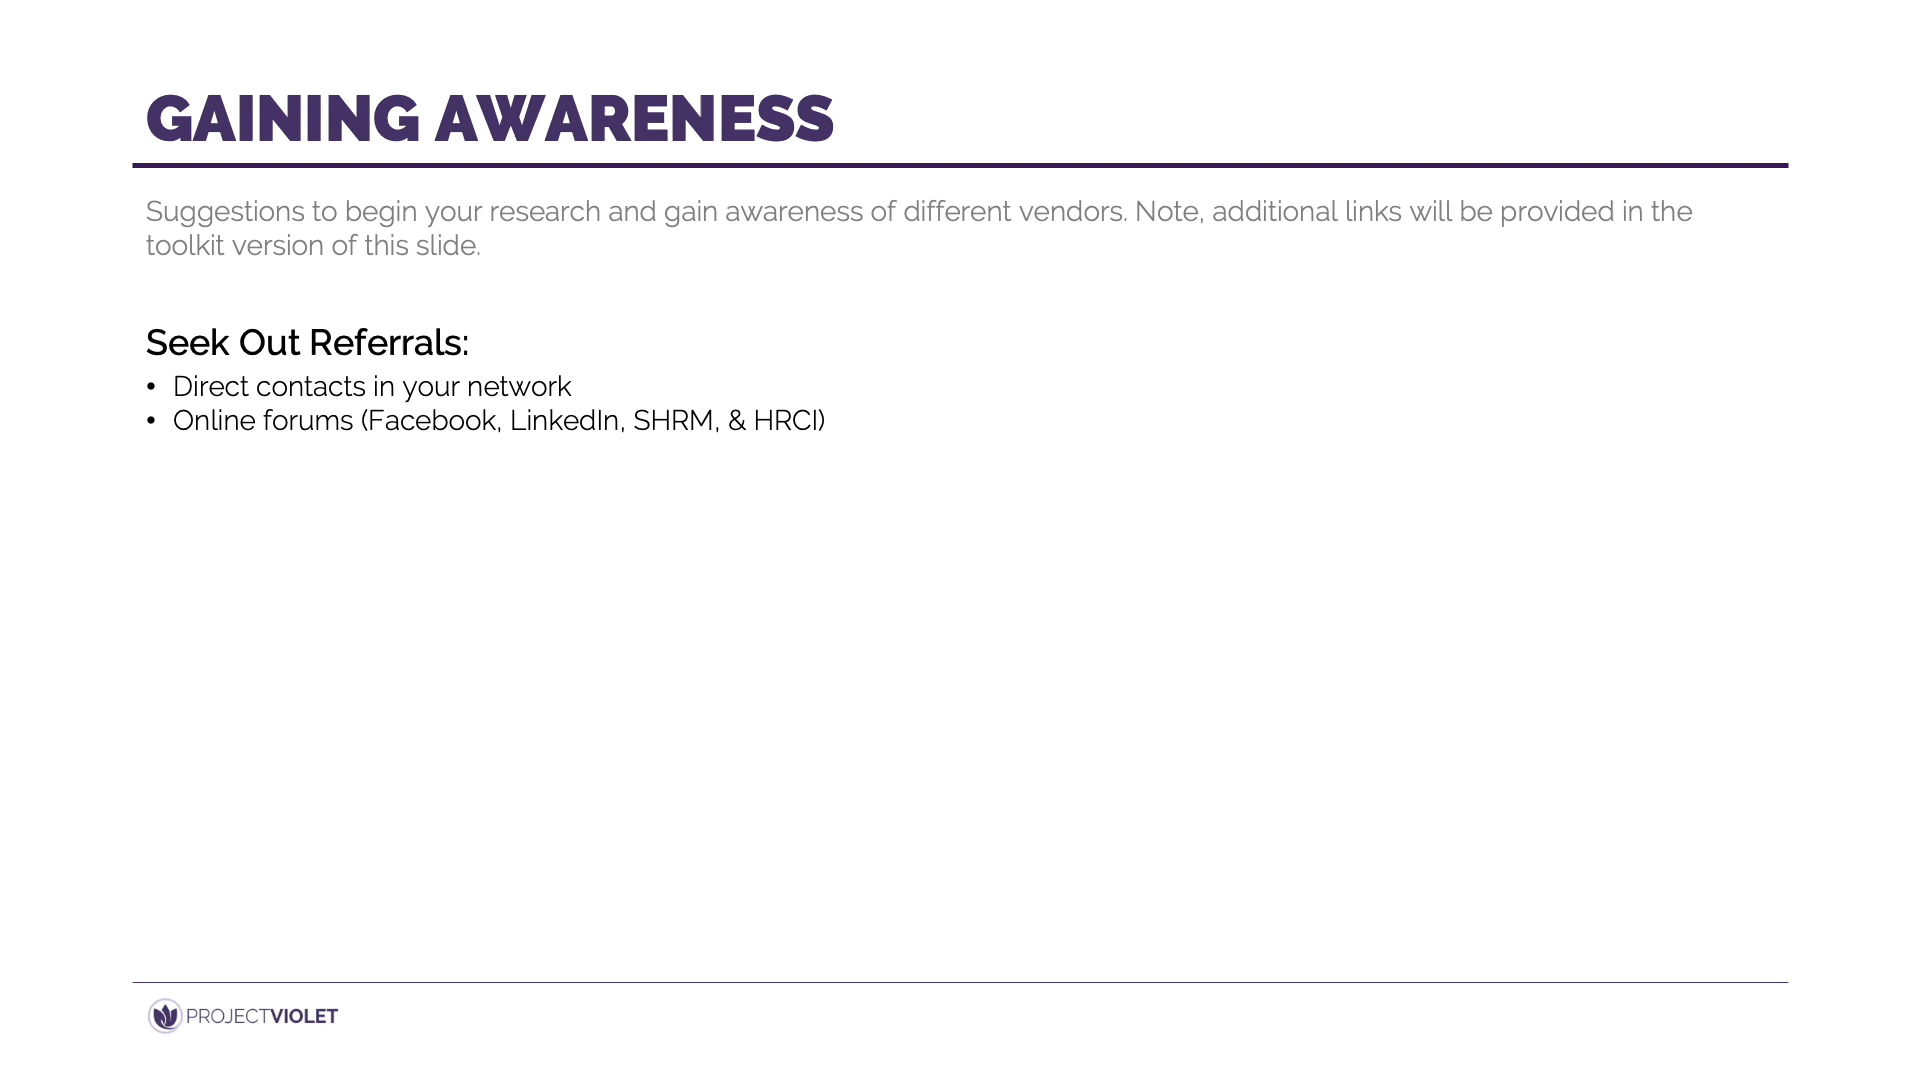 GAINING AWARENESS
Suggestions to begin your research and gain awareness of different vendors. Note, additional links will be provided in the
toolkit version of this slide.
Seek Out Referrals:
• Direct contacts in your network
• Online forums (Facebook, LinkedIn, SHRM, & HRCI)
PROJECTVIOLET